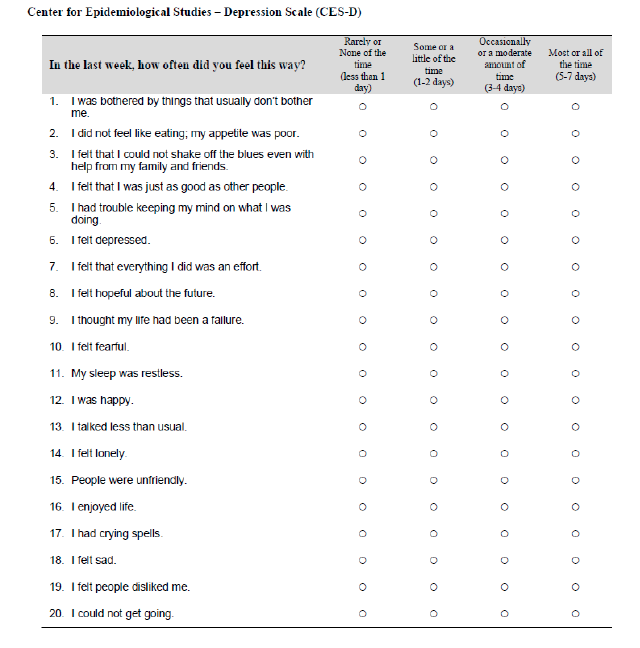 Center for Epidemiological Studies – Depression Scale (CES-D)
In the last week, how often did you feel this way?
Rarely or
None of the
time
(less than 1
day)
Some or a
little of the
time
(1-2 days)
Occasionally
or a moderate
amount of
time
(3-4 days)
Most or all of
the time
(5-7 days)
1. I was bothered by things that usually don't bother
me.
2. I did not feel like eating; my appetite was poor.
3. I felt that I could not shake off the blues even with
help from my family and friends.
4. I felt that I was just as good as other people.
5. I had trouble keeping my mind on what I was
doing.
6. I felt depressed.
7. I felt that everything I did was an effort.
8. I felt hopeful about the future.
9. I thought my life had been a failure.
10. I felt fearful.
11. My sleep was restless.
12. I was happy.
13. I talked less than usual.
14. I felt lonely.
15. People were unfriendly.
16. I enjoyed life.
17. I had crying spells.
18. I felt sad.
19. I felt people disliked me.
20. I could not get going.